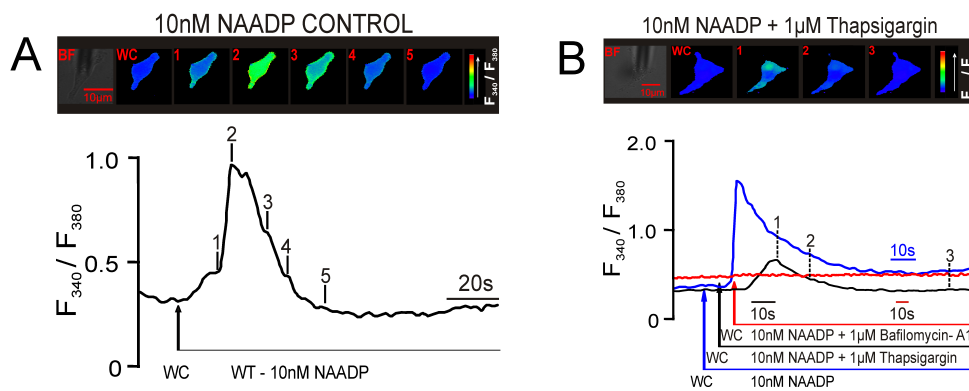 10nM NAADP CONTROL
A
BF WC 1 2 3 4 5
10µm
F340 / F380
1.0
0.5
0
F340 / F380
1 2 3 4 5
20s
WC WT - 10nM NAADP
10nM NAADP + 1µM Thapsigargin
B
BF WC 1 2 3
10µm
2.0
1.0
0
F340 / F380
1 2 3
10s
10s 10s
WC 10nM NAADP + 1µM Bafilomycin- A1
WC 10nM NAADP + 1µM Thapsigargin
WC 10nM NAADP